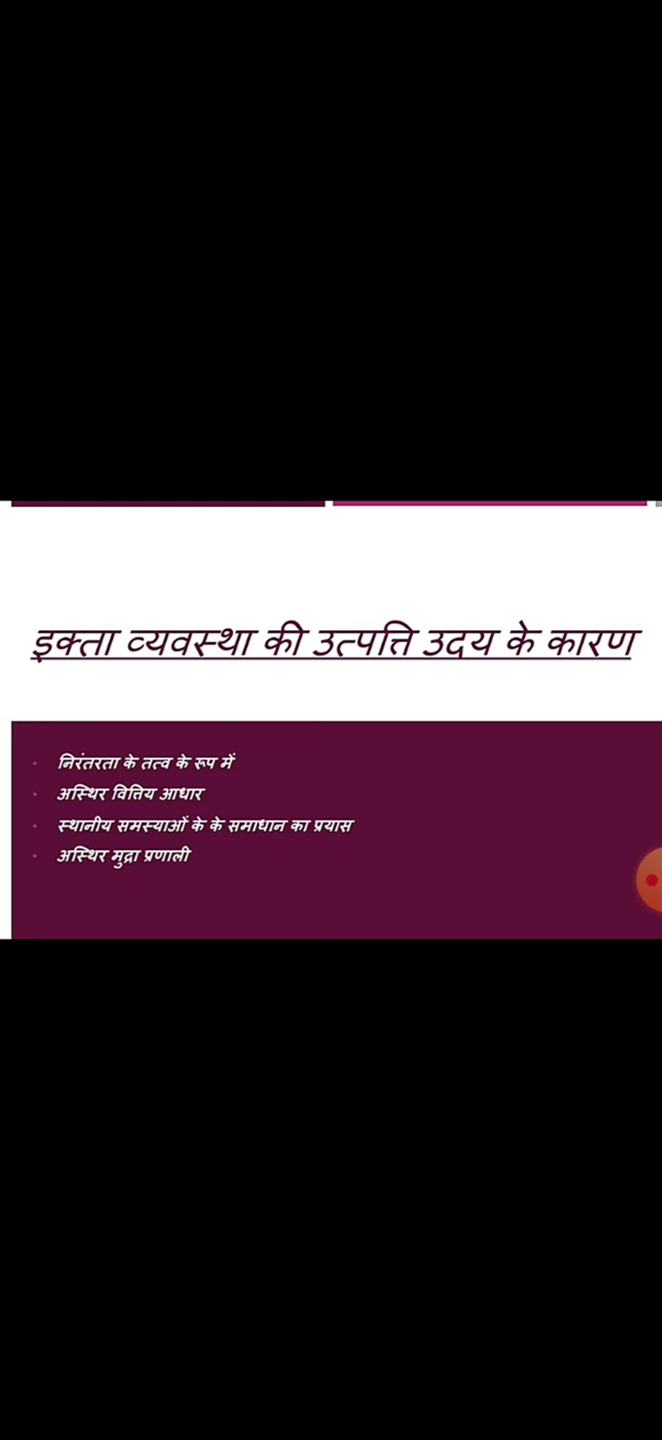 इक्ता व्यवस्था की उत्पत्ति उदय के कारण
निरंतरता के तत्व के रूप में
अस्थिर वित्तिय आधार
स्थानीय समस्याओं के के समाधान का प्रयास
अस्थिर मुद्रा प्रणाली